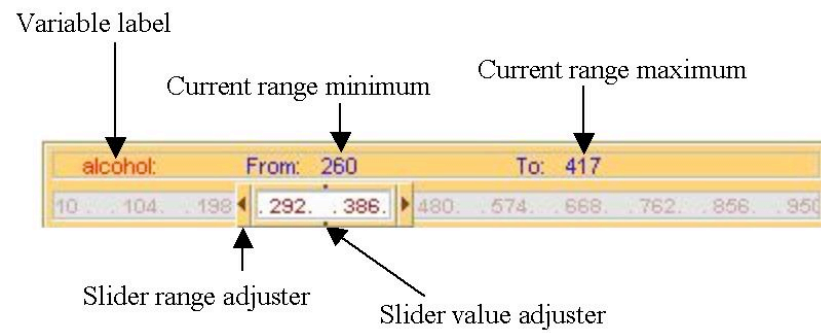 Variable label
Current range minimum
Current range maximum
alcohol: From: 260 To: 417
10 . . 104. . 198 . 292. . 386. 480. . 574. . 668. . 762. . 856. . 950
Slider range adjuster
Slider value adjuster